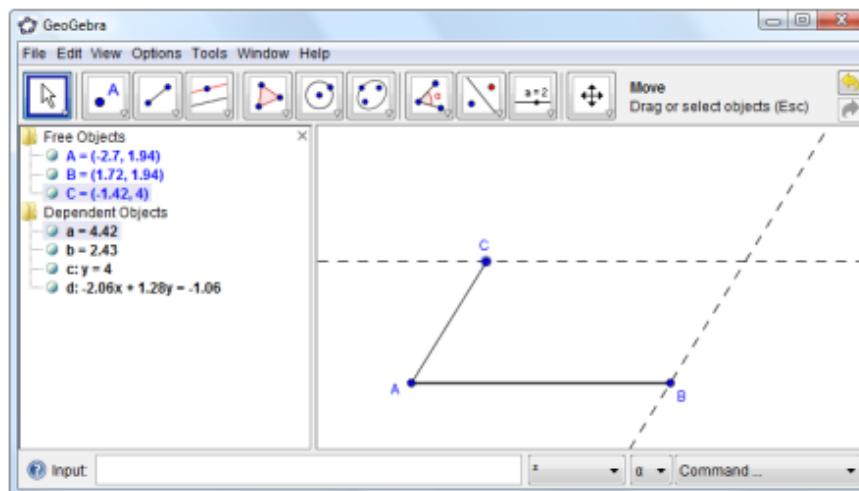 GeoGebra
File Edit View Options Tools Window Help
A
α
a=2
Move
Drag or select objects (Esc)
Free Objects
A = (-2.7, 1.94)
B = (1.72, 1.94)
C = (-1.42, 4)
Dependent Objects
a = 4.42
b = 2.43
c: y = 4
d: -2.06x + 1.28y = -1.06
C
A
B
Input:
α
Command ...